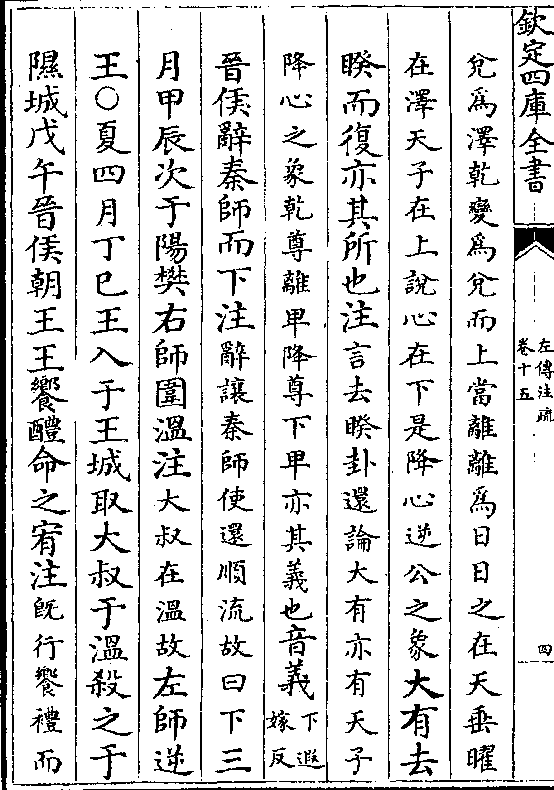 欽定四庫全書
左傳注疏
卷十五
四
兌爲澤乾變爲兌而上當離離爲日日之在天垂曜
在澤天子在上說心在下是降心逆公之象大有去
睽而復亦其所也注言去睽卦還論大有亦有天子
降心之象乾尊離卑降尊下卑亦其義也音義下遐嫁反
晉侯辭秦師而下注辭讓秦師使還順流故曰下三
月甲辰次于陽樊右師圍溫注大叔在溫故左師逆
王○夏四月丁巳王入于王城取大叔于溫殺之于
隰城戊午晉侯朝王王饗醴命之宥注既行饗禮而